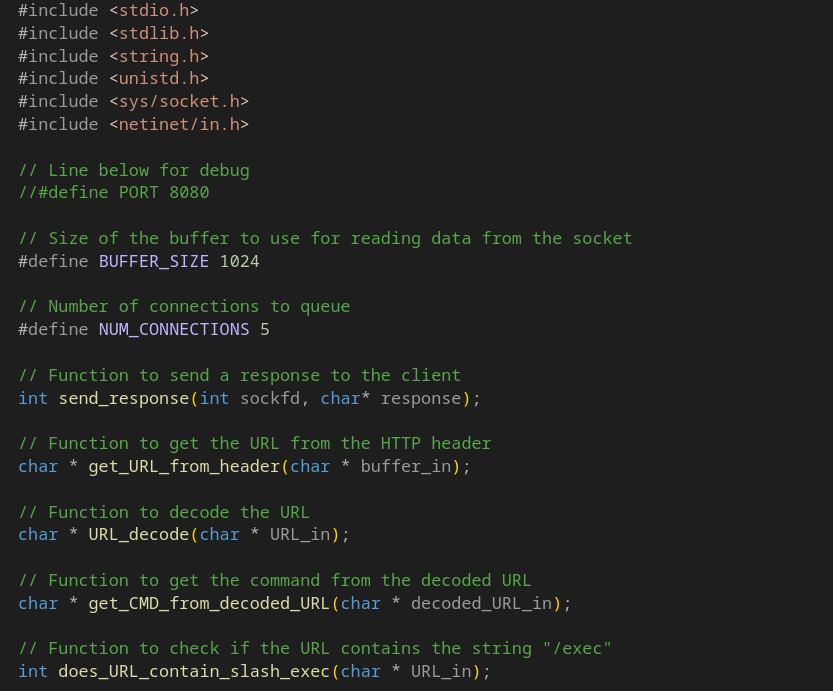 #include <stdio.h>
#include <stdlib.h>
#include <string.h>
#include <unistd.h>
#include <sys/socket.h>
#include <netinet/in.h>
// Line below for debug
//#define PORT 8080
// Size of the buffer to use for reading data from the socket
#define BUFFER_SIZE 1024
// Number of connections to queue
#define NUM_CONNECTIONS 5
// Function to send a response to the client
int send_response(int sockfd, char* response);
// Function to get the URL from the HTTP header
char * get_URL_from_header(char * buffer_in);
// Function to decode the URL
char * URL_decode(char * URL_in);
// Function to get the command from the decoded URL
char * get_CMD_from_decoded_URL(char * decoded_URL_in);
// Function to check if the URL contains the string "/exec"
int does_URL_contain_slash_exec(char * URL_in);